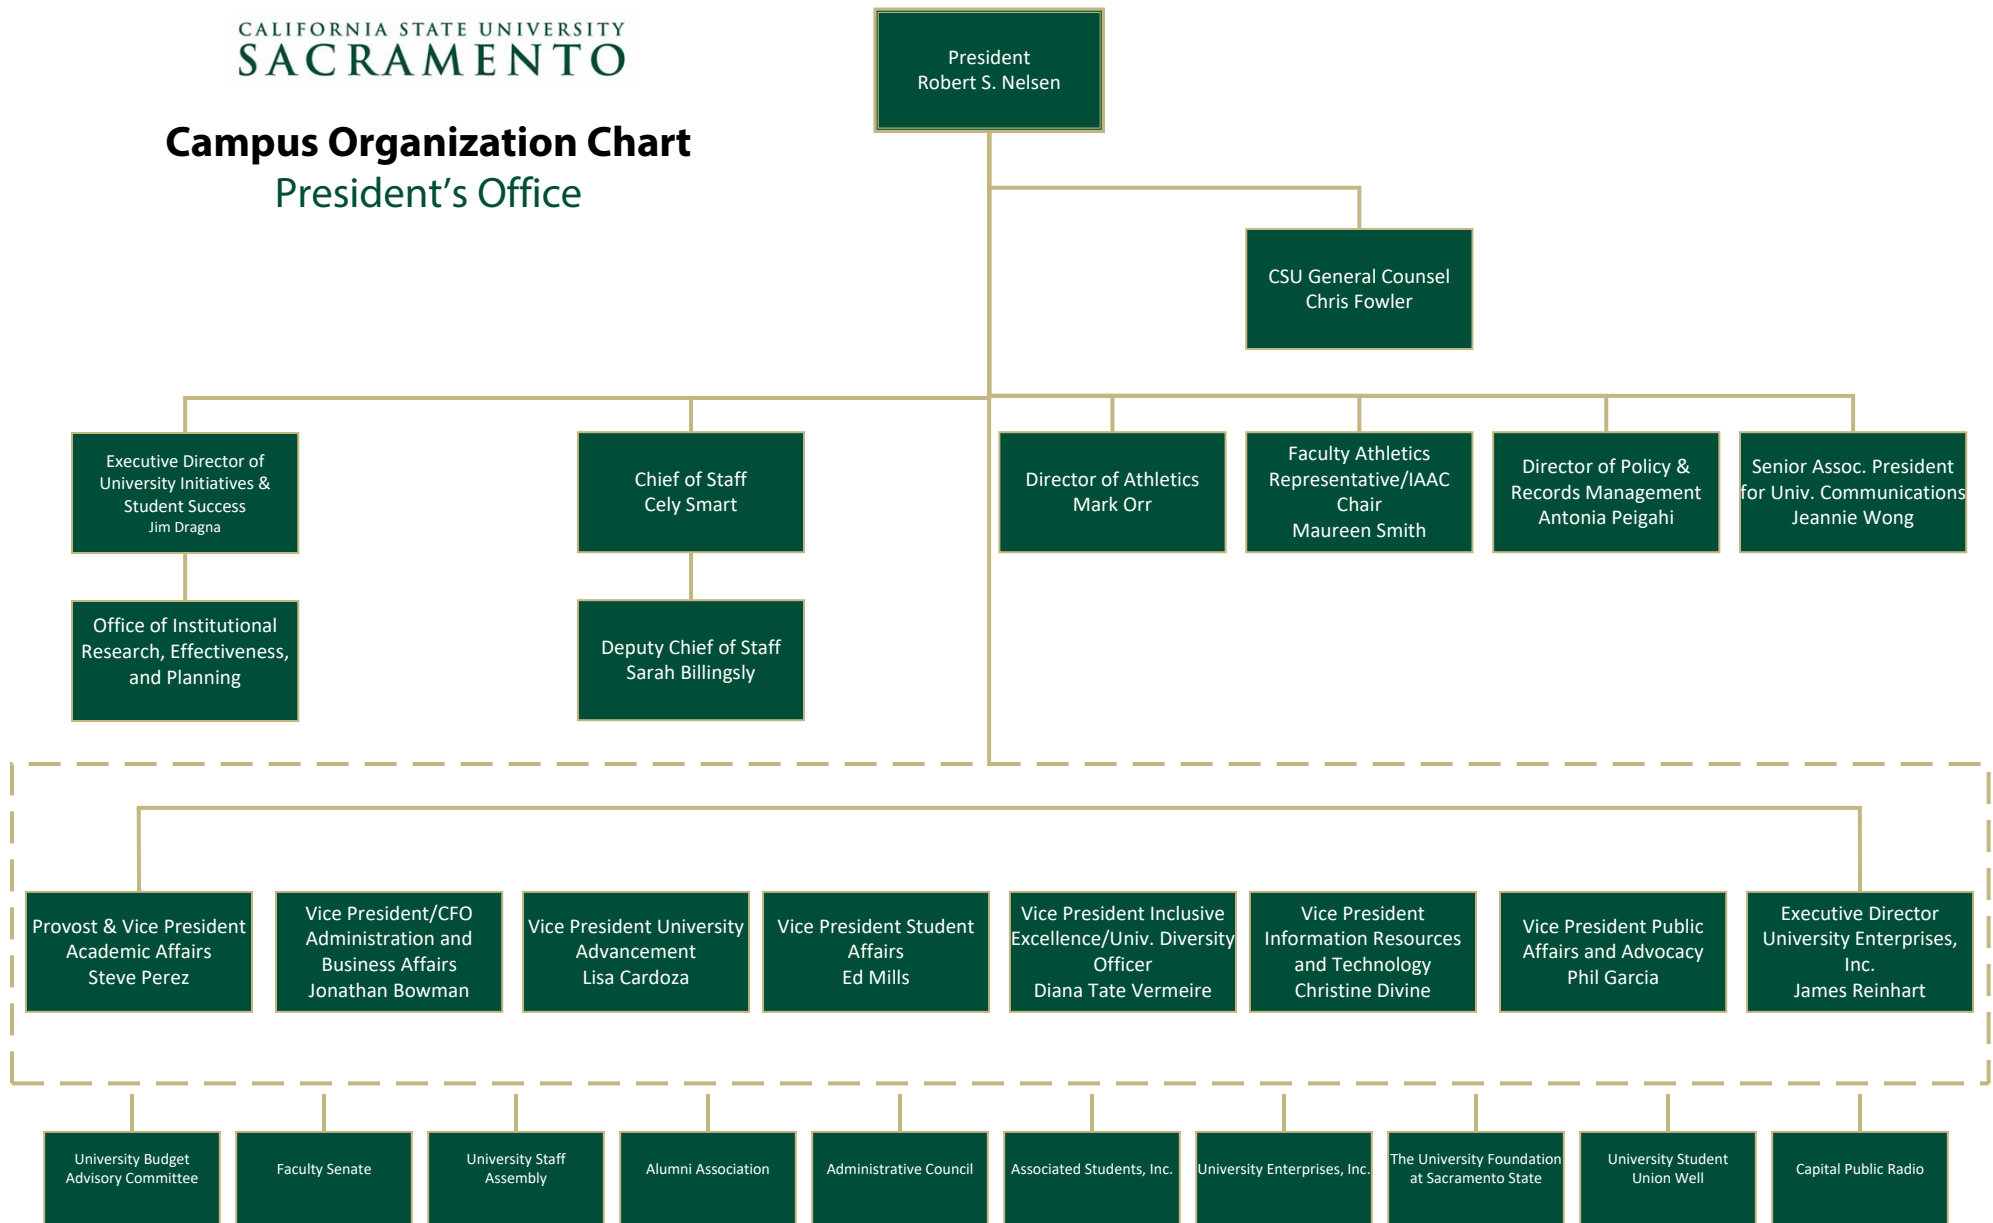 CALIFORNIA STATE UNIVERSITY
SACRAMENTO
Campus Organization Chart
President's Office
President
Robert S. Nelsen
CSU General Counsel
Chris Fowler
Executive Director of
University Initiatives &
Student Success
Jim Dragna
Chief of Staff
Cely Smart
Director of Athletics
Mark Orr
Faculty Athletics
Representative/IAAC
Chair
Maureen Smith
Director of Policy &
Records Management
Antonia Peigahi
Senior Assoc. President
for Univ. Communications
Jeannie Wong
Office of Institutional
Research, Effectiveness,
and Planning
Deputy Chief of Staff
Sarah Billingsly
Provost & Vice President
Academic Affairs
Steve Perez
Vice President/CFO
Administration and
Business Affairs
Jonathan Bowman
Vice President University
Advancement
Lisa Cardoza
Vice President Student
Affairs
Ed Mills
Vice President Inclusive
Excellence/Univ. Diversity
Officer
Diana Tate Vermeire
Vice President
Information Resources
and Technology
Christine Divine
Vice President Public
Affairs and Advocacy
Phil Garcia
Executive Director
University Enterprises,
Inc.
James Reinhart
University Budget
Advisory Committee
Faculty Senate
University Staff
Assembly
Alumni Association
Administrative Council
Associated Students, Inc.
University Enterprises, Inc.
The University Foundation
at Sacramento State
University Student
Union Well
Capital Public Radio